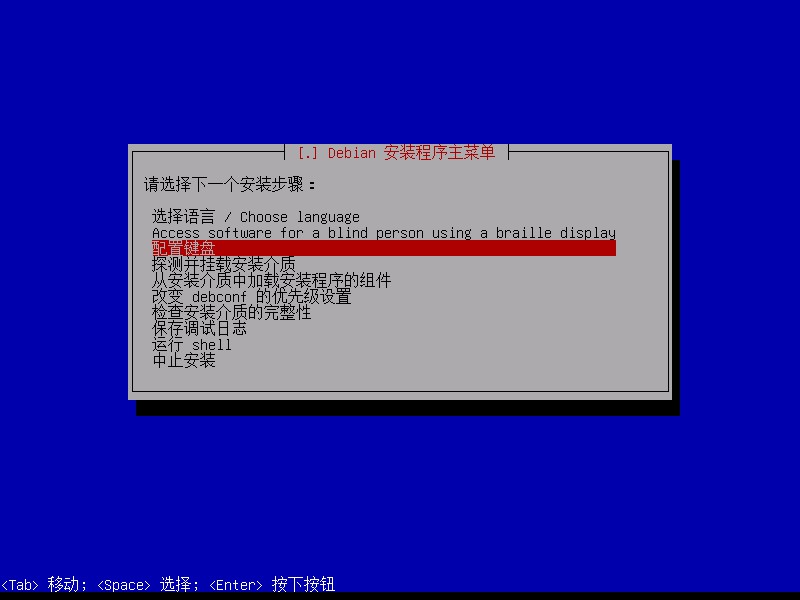 [.] Debian 安装程序主菜单
请选择下一个安装步骤：
选择语言 / Choose language
Access software for a blind person using a braille display
配置键盘
探测并挂载安装介质
从安装介质中加载安装程序的组件
改变 debconf 的优先级设置
检查安装介质的完整性
保存调试日志
运行 shell
中止安装
<Tab> 移动; <Space> 选择; <Enter> 按下按钮